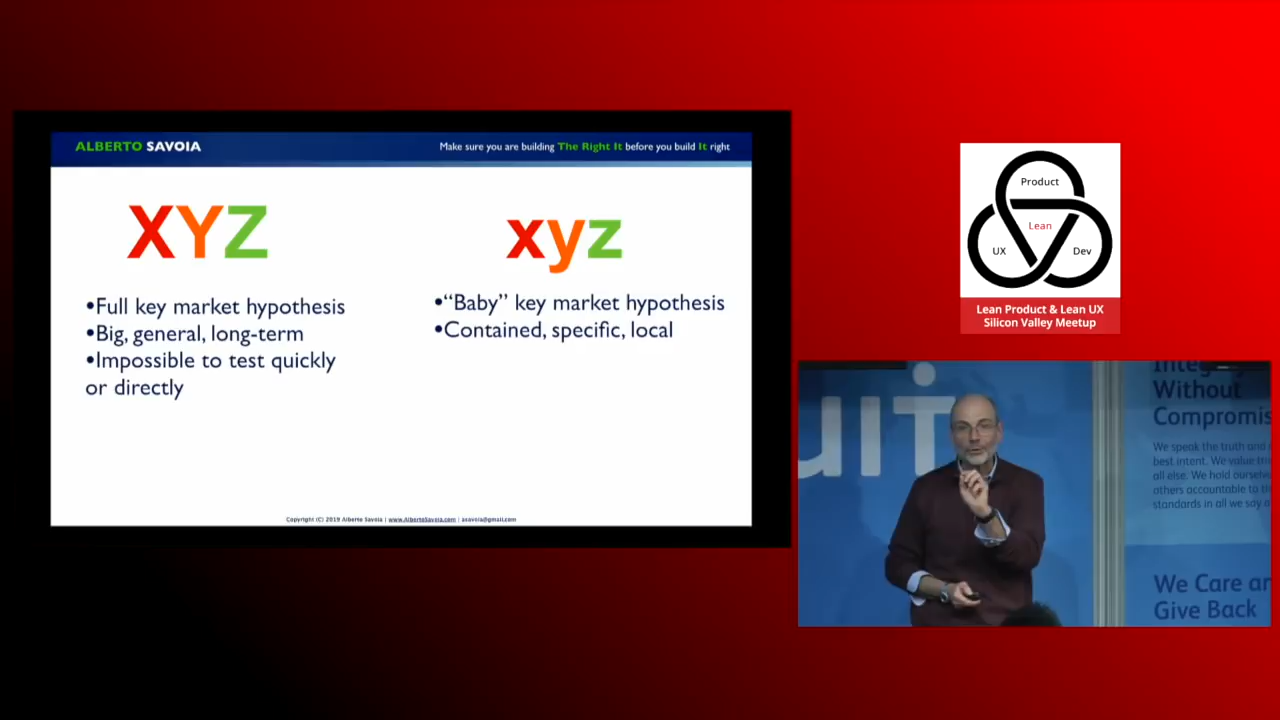 ALBERTO SAVOIA
Make sure you are building The Right It before you build It right
XYZ
•Full key market hypothesis
•Big, general, long-term
•Impossible to test quickly
or directly
xyz
•“Baby” key market hypothesis
•Contained, specific, local
Copyright (C) 2019 Alberto Savoia | www.AlbertoSavoia.com | asavoia@gmail.com
Product
Lean
UX
Dev
Lean Product & Lean UX
Silicon Valley Meetup
uit
Without
Compromis
We speak the truth and
best intent. We value
all else. We hold ourselve
others accountable to
standards in all we say
We Care an
Give Back